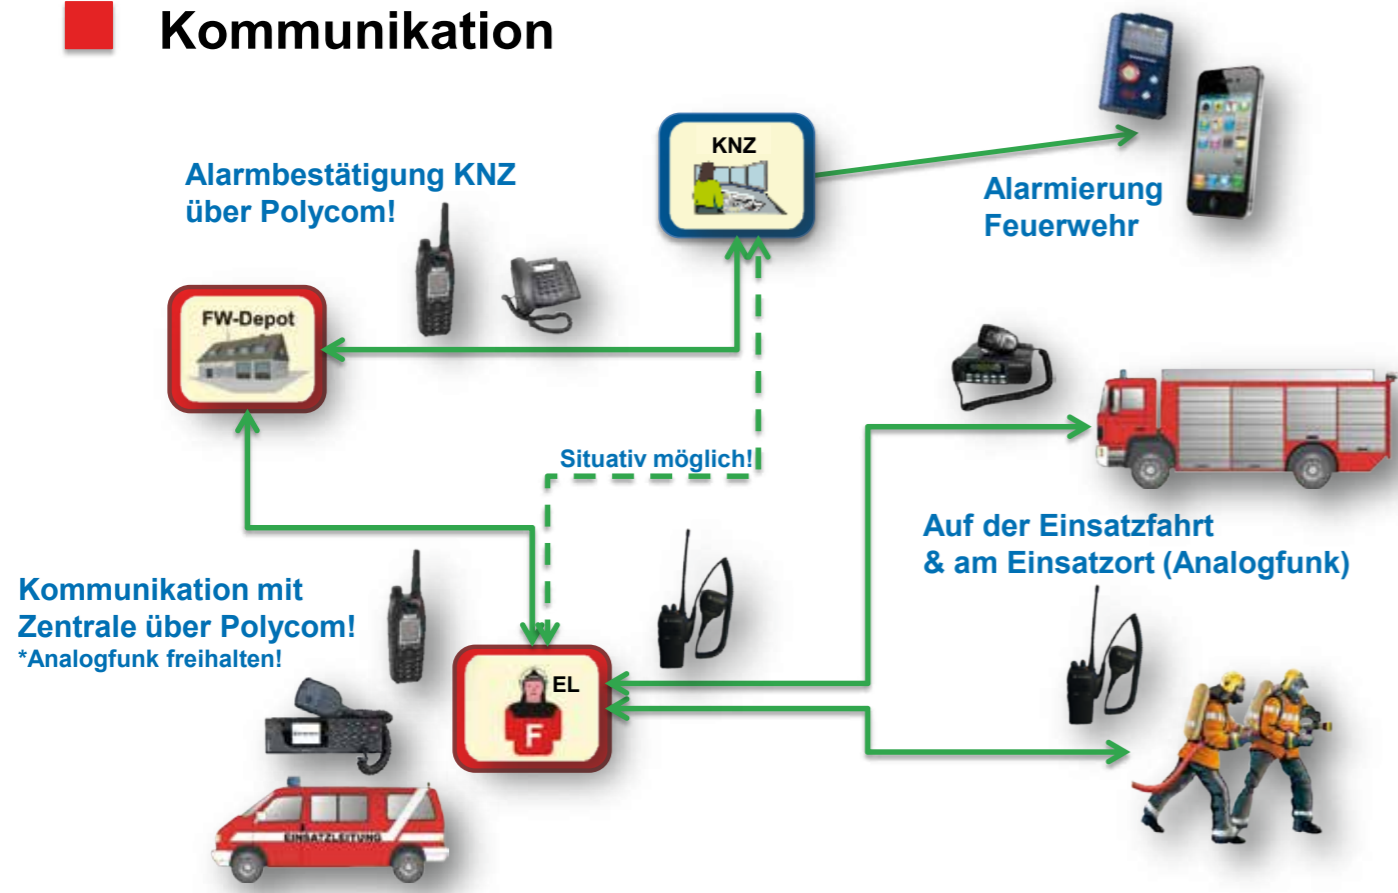 Kommunikation
KNZ
Alarmbestätigung KNZ
über Polycom!
Alarmierung
Feuerwehr
FW-Depot
Situativ möglich!
Auf der Einsatzfahrt
& am Einsatzort (Analogfunk)
Kommunikation mit
Zentrale über Polycom!
*Analogfunk freihalten!
EL
F
EINSATZLEITUNG